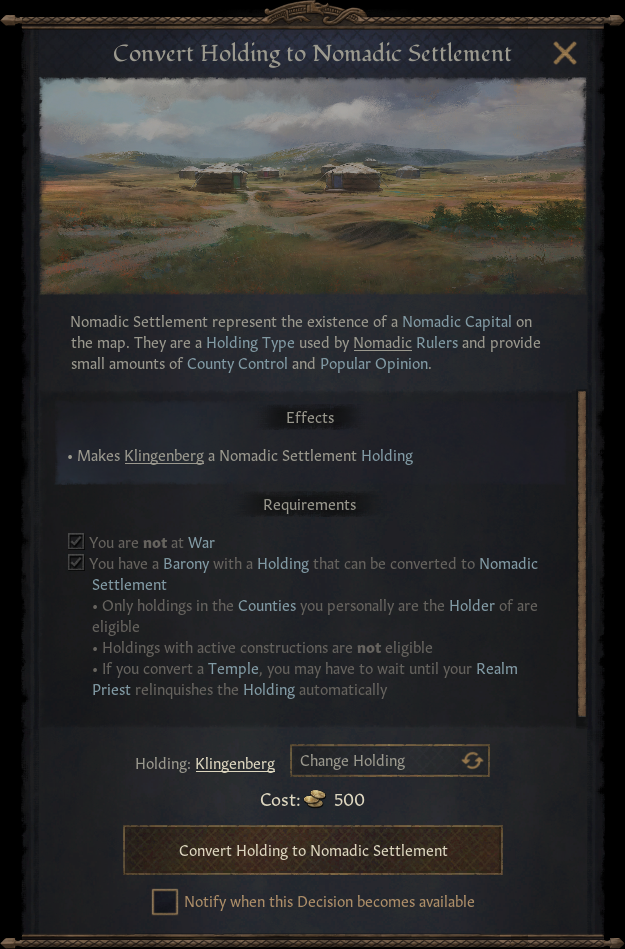 Convert Holding to Nomadic Settlement
Nomadic Settlement represent the existence of a Nomadic Capital on
the map. They are a Holding Type used by Nomadic Rulers and provide
small amounts of County Control and Popular Opinion.
Effects
• Makes Klingenberg a Nomadic Settlement Holding
Requirements
You are not at War
You have a Barony with a Holding that can be converted to Nomadic
Settlement
• Only holdings in the Counties you personally are the Holder of are
eligible
• Holdings with active constructions are not eligible
• If you convert a Temple, you may have to wait until your Realm
Priest relinquishes the Holding automatically
Holding: Klingenberg Change Holding
Cost: 500
Convert Holding to Nomadic Settlement
Notify when this Decision becomes available